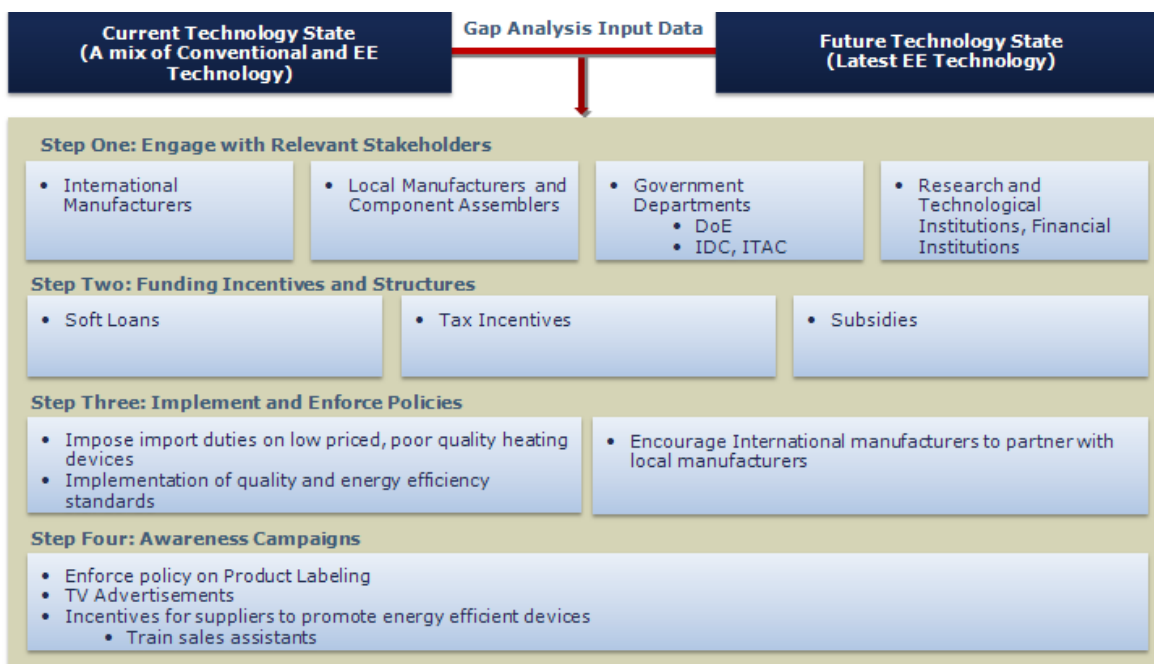 Current Technology State
(A mix of Conventional and EE
Technology)
Gap Analysis Input Data
Future Technology State
(Latest EE Technology)
Step One: Engage with Relevant Stakeholders
• International
Manufacturers
• Local Manufacturers and
Component Assemblers
• Government
Departments
• DoE
• IDC, ITAC
• Research and
Technological
Institutions, Financial
Institutions
Step Two: Funding Incentives and Structures
• Soft Loans
• Tax Incentives
• Subsidies
Step Three: Implement and Enforce Policies
• Impose import duties on low priced, poor quality heating
devices
• Implementation of quality and energy efficiency
standards
• Encourage International manufacturers to partner with
local manufacturers
Step Four: Awareness Campaigns
• Enforce policy on Product Labeling
• TV Advertisements
• Incentives for suppliers to promote energy efficient devices
• Train sales assistants